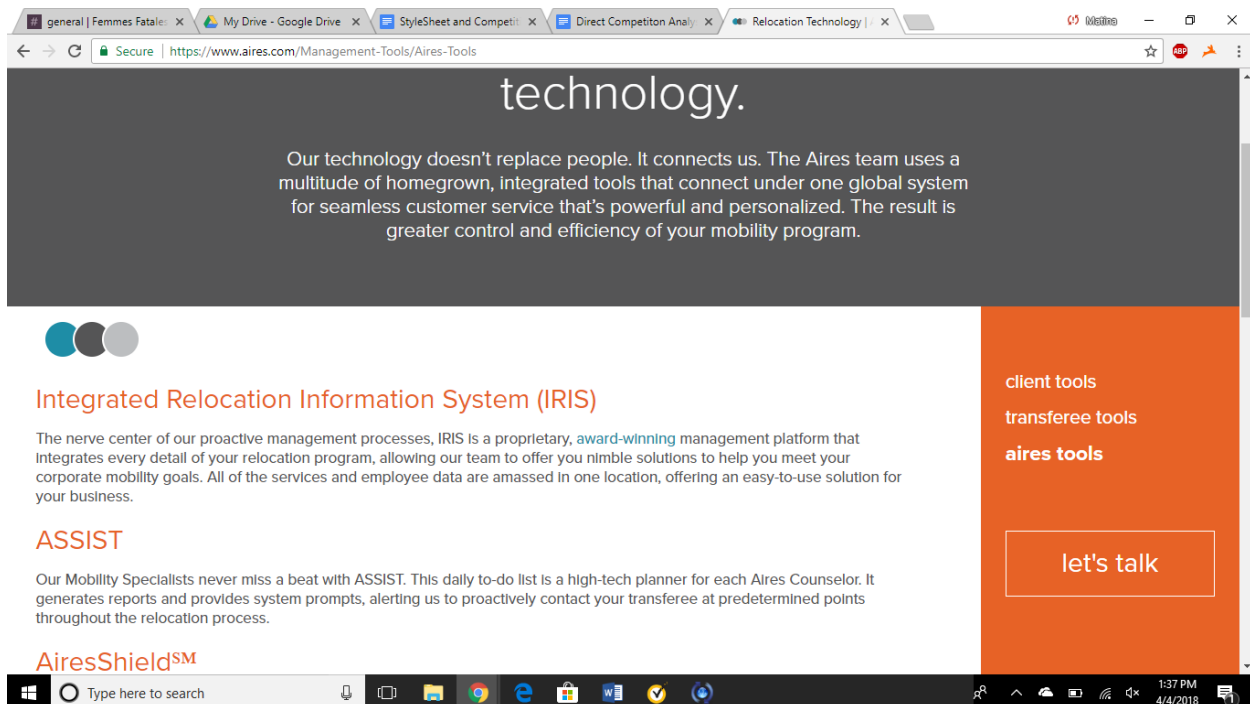 general | Femmes Fatales
My Drive - Google Drive
StyleSheet and Competiti
Direct Competiton Analy
Relocation Technology | A
Matina
Secure | https://www.aires.com/Management-Tools/Aires-Tools
ABP
technology.
Our technology doesn't replace people. It connects us. The Aires team uses a
multitude of homegrown, integrated tools that connect under one global system
for seamless customer service that's powerful and personalized. The result is
greater control and efficiency of your mobility program.
Integrated Relocation Information System (IRIS)
The nerve center of our proactive management processes, IRIS is a proprietary, award-winning management platform that
integrates every detail of your relocation program, allowing our team to offer you nimble solutions to help you meet your
corporate mobility goals. All of the services and employee data are amassed in one location, offering an easy-to-use solution for
your business.
ASSIST
Our Mobility Specialists never miss a beat with ASSIST. This daily to-do list is a high-tech planner for each Aires Counselor. It
generates reports and provides system prompts, alerting us to proactively contact your transferee at predetermined points
throughout the relocation process.
AiresShield℠
client tools
transferee tools
aires tools
let's talk
Type here to search
1:37 PM
4/4/2018